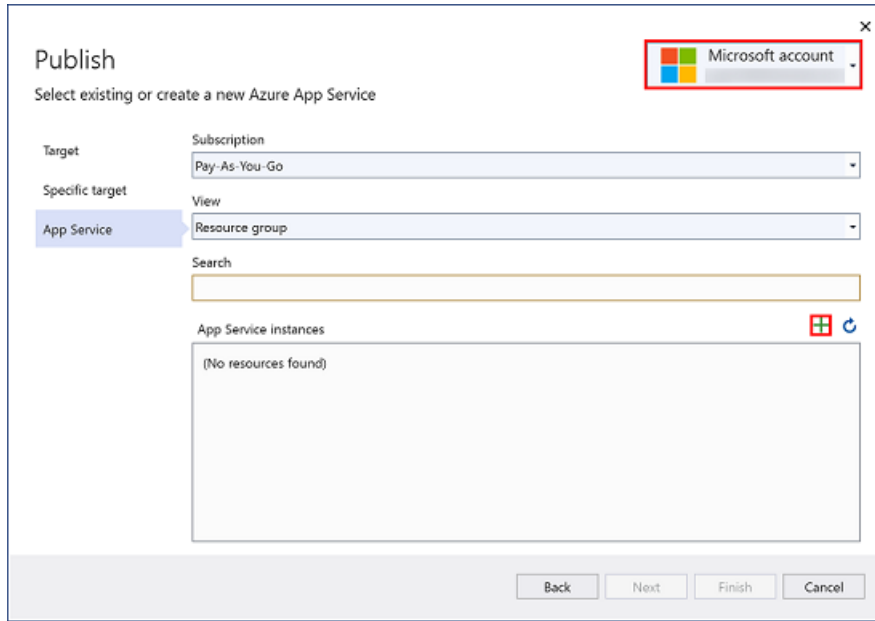 Publish
Microsoft account
Select existing or create a new Azure App Service
Target
Specific target
App Service
Subscription
Pay-As-You-Go
View
Resource group
Search
App Service instances
(No resources found)
Back
Next
Finish
Cancel